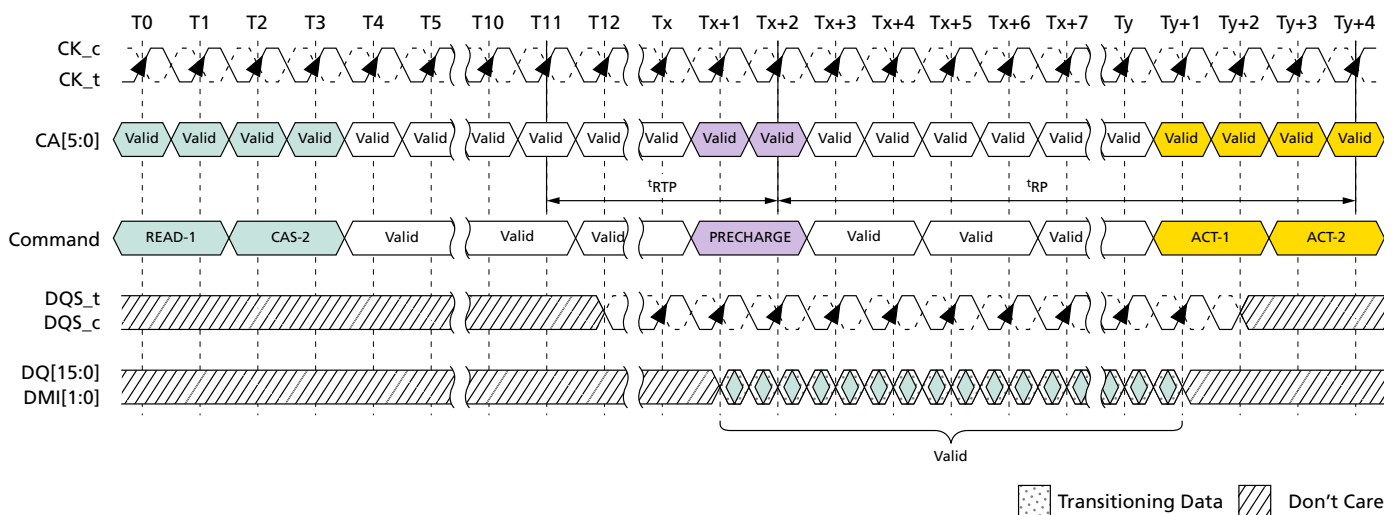 T0 T1 T2 T3 T4 T5 T10 T11 T12 Tx Tx+1 Tx+2 Tx+3 Tx+4 Tx+5 Tx+6 Tx+7 Ty Ty+1 Ty+2 Ty+3 Ty+4
CK_c
CK_t
CA[5:0] Valid Valid Valid Valid Valid Valid Valid Valid Valid Valid Valid Valid Valid Valid Valid Valid Valid Valid Valid Valid Valid Valid
tRTP tRP
Command READ-1 CAS-2 Valid Valid Valid PRECHARGE Valid Valid Valid ACT-1 ACT-2
DQS_t
DQS_c
DQ[15:0]
DMI[1:0]
Valid
Transitioning Data Don't Care